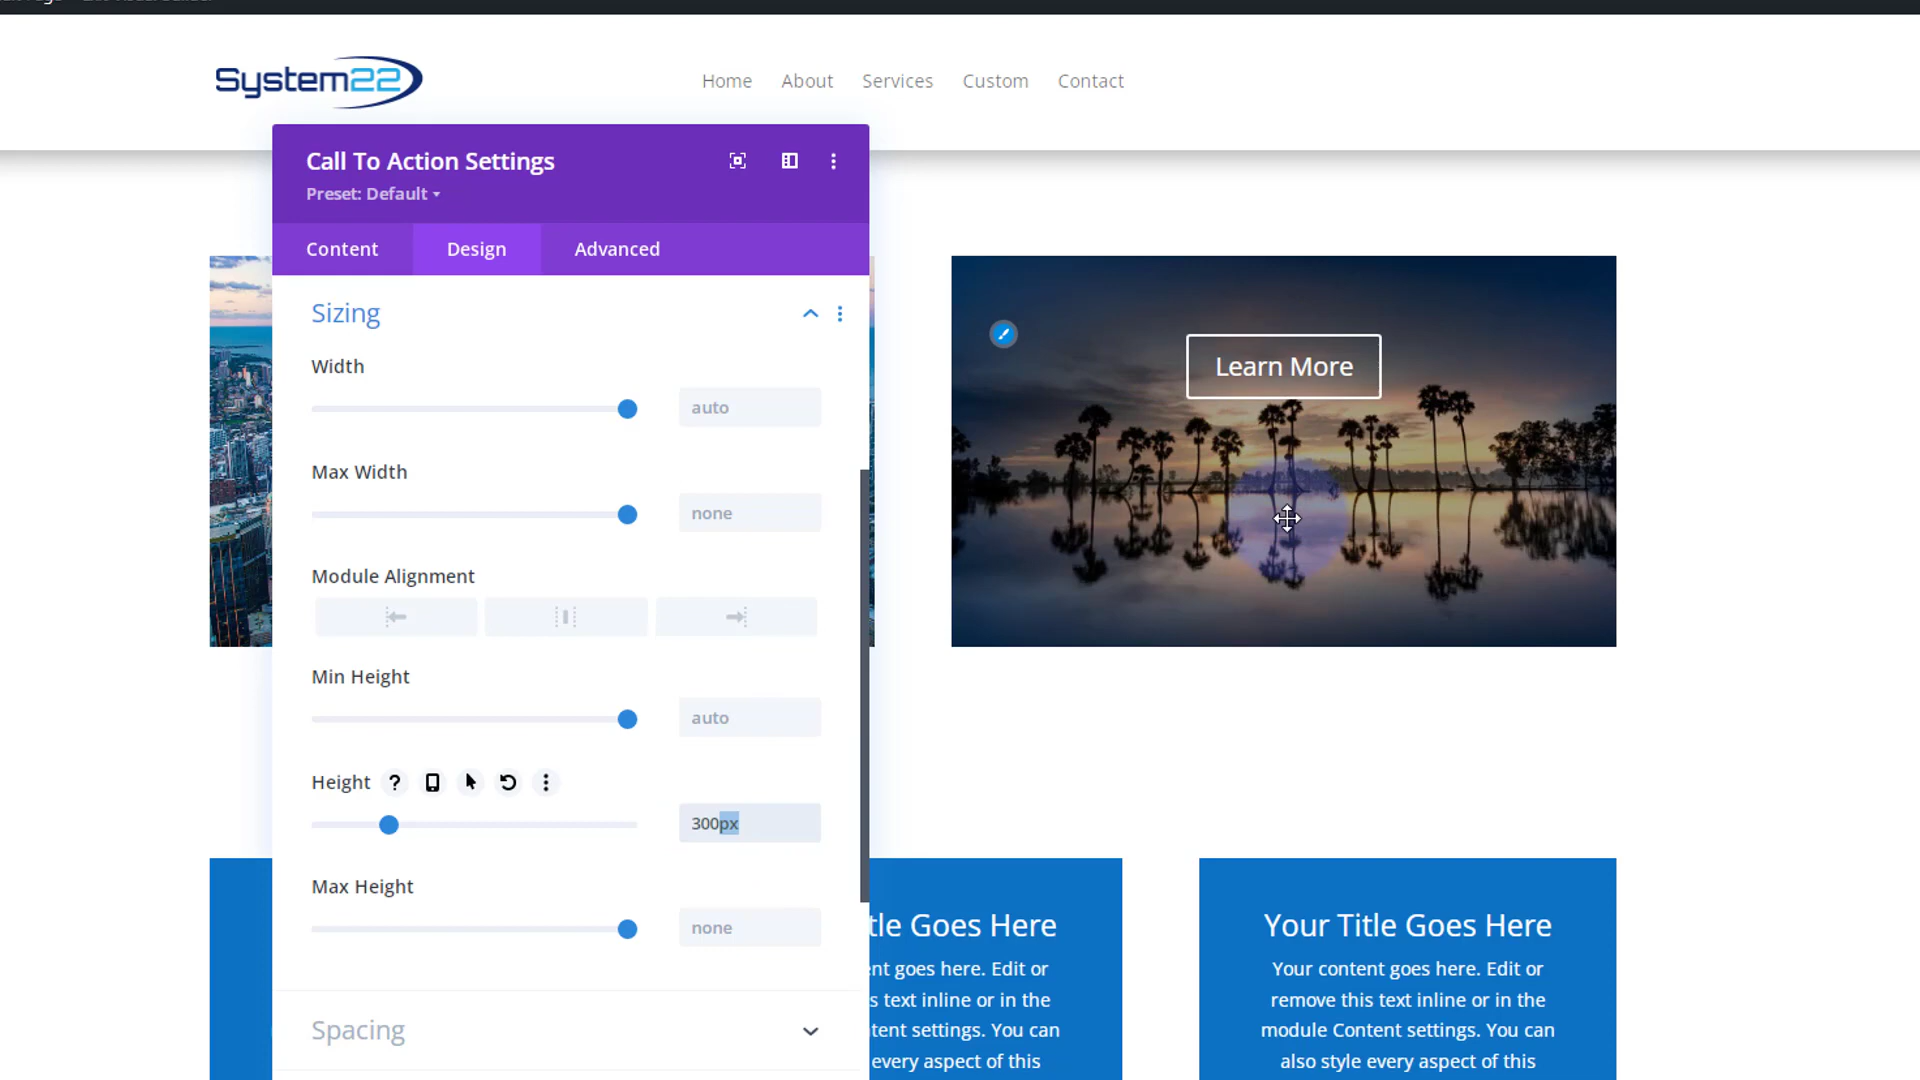 System22
Home About Services Custom Contact
Call To Action Settings
Preset: Default
Content Design Advanced
Sizing
Width
auto
Max Width
none
Module Alignment
Min Height
auto
Height ?
300px
Max Height
none
Spacing
Learn More
tle Goes Here
nt goes here. Edit or
s text inline or in the
tent settings. You can
every aspect of this
Your Title Goes Here
Your content goes here. Edit or
remove this text inline or in the
module Content settings. You can
also style every aspect of this